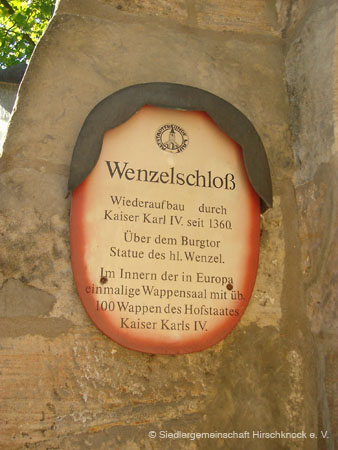 Wenzelschloß
Wiederaufbau durch
Kaiser Karl IV. seit 1360.
Über dem Burgtor
Statue des hl. Wenzel.
Im Innern der in Europa
einmalige Wappensaal mit üb.
100 Wappen des Hofstaates
Kaiser Karls IV.
© Siedlergemeinschaft Hirschknock e. V.